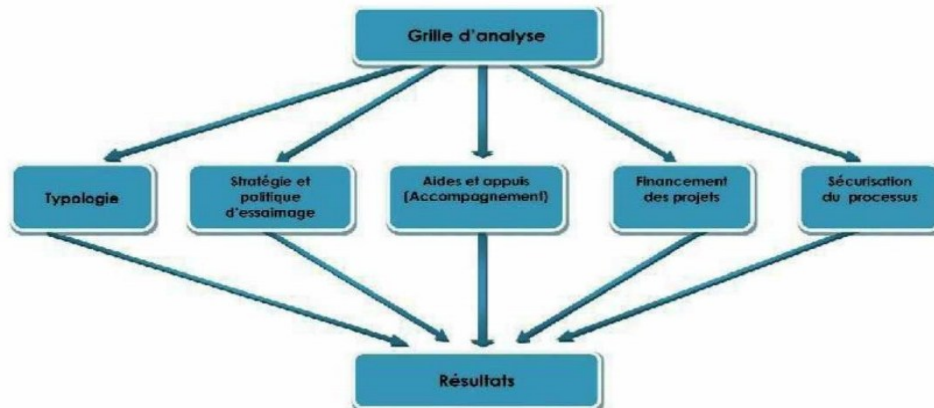 Grille d'analyse
Typologie
Stratégie et
politique
d'essaimage
Aides et appuis
(Accompagnement)
Financement
des projets
Sécurisation
du processus
Résultats